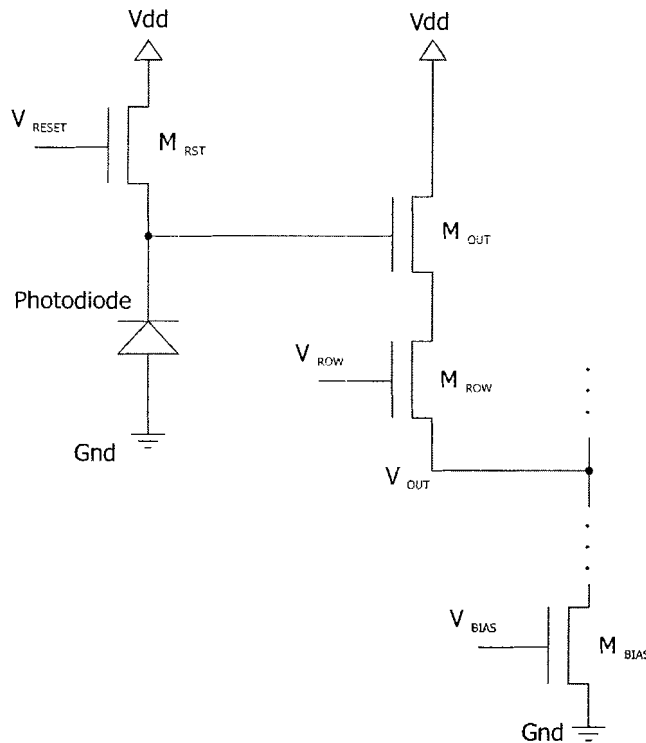 Vdd
Vdd
V RESET
M RST
M OUT
Photodiode
V ROW
M ROW
Gnd
V OUT
V BIAS
M BIAS
Gnd